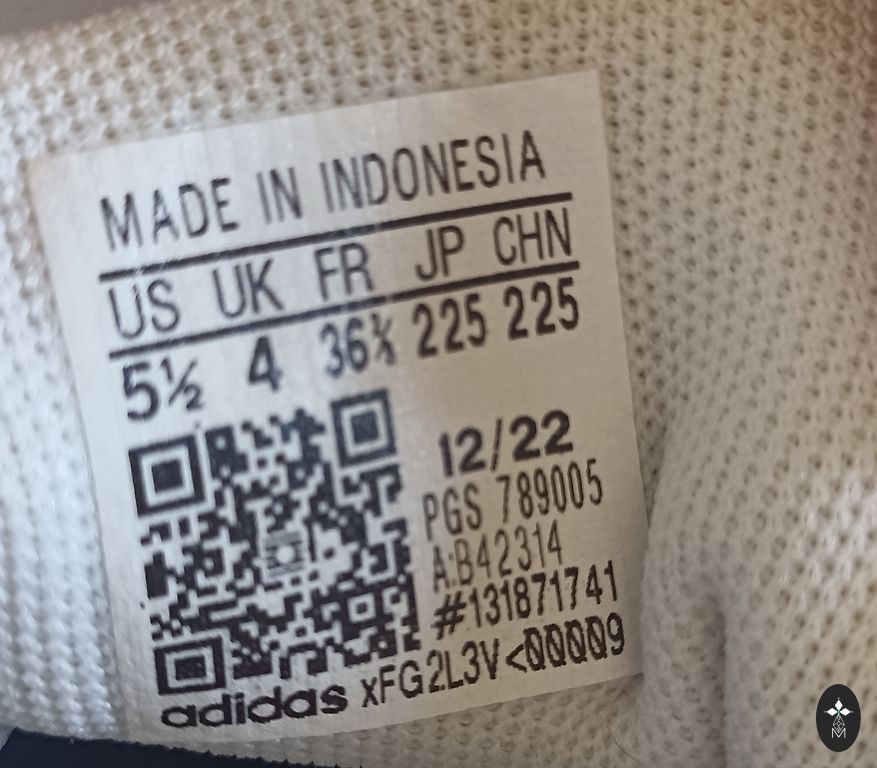 MADE IN INDONESIA
US UK FR JP CHN
5½ 4 36⅔ 225 225
12/22
PGS 789005
A:B42314
#131871741
adidas xFG2L3V<00009
M